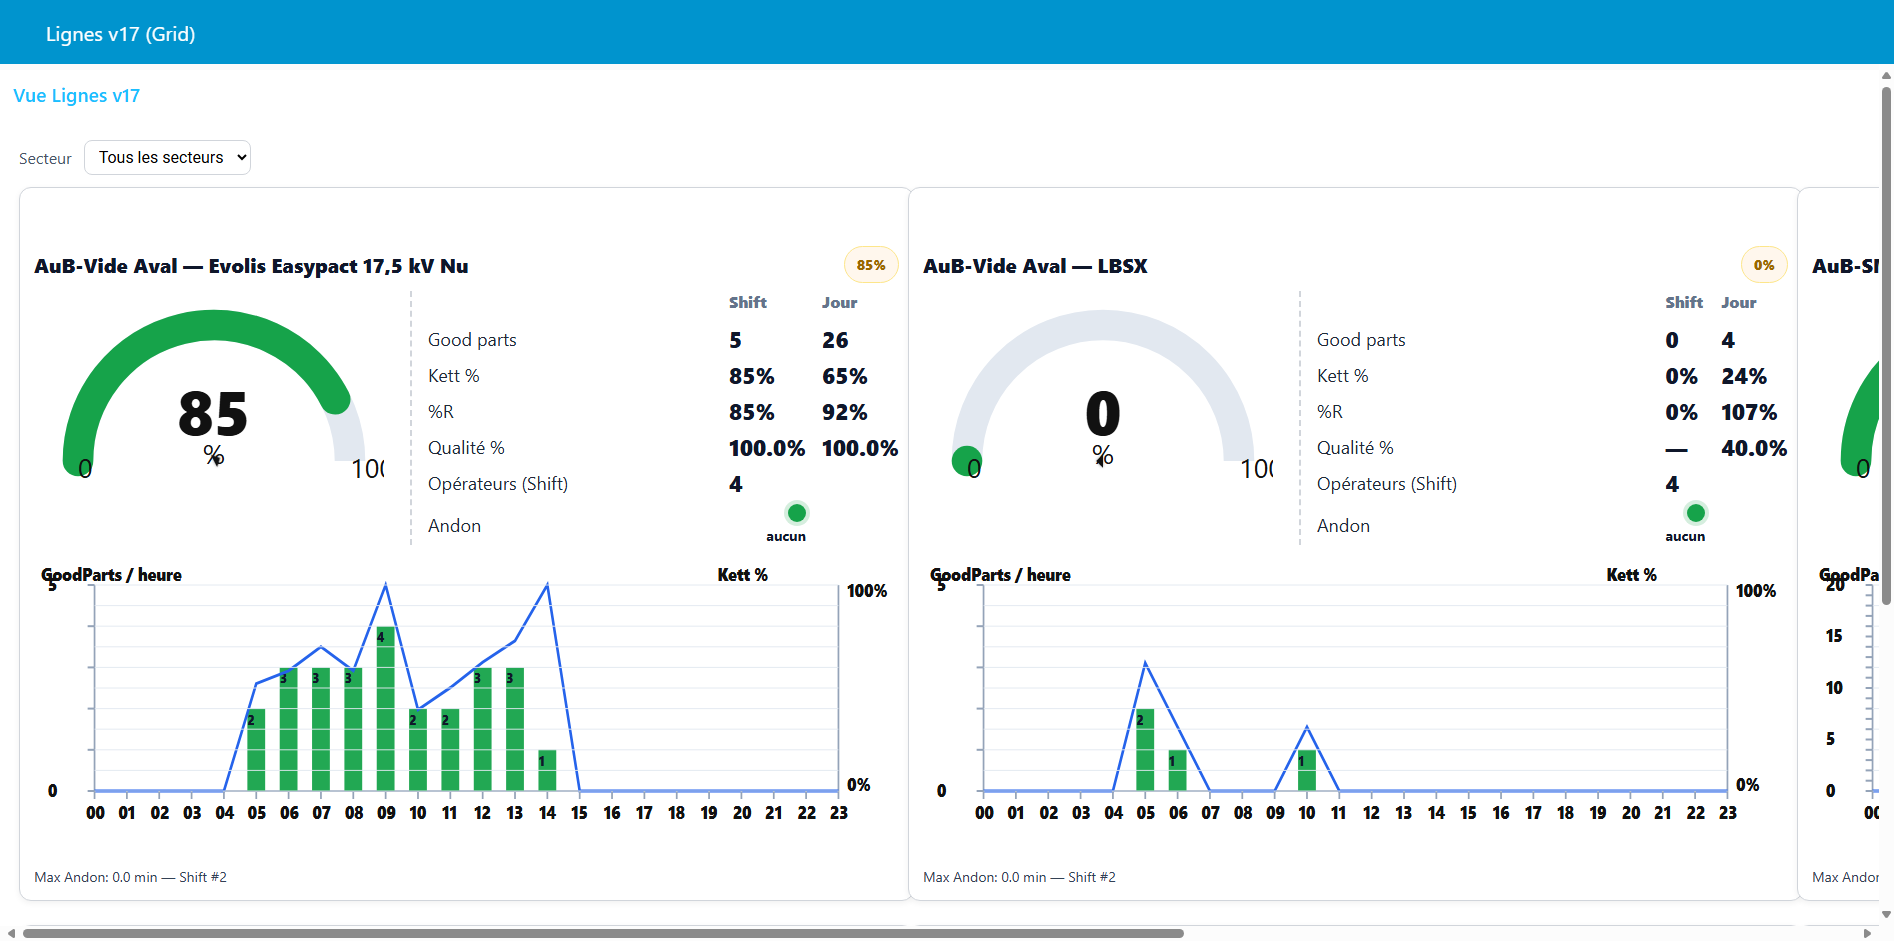 Lignes v17 (Grid)
Vue Lignes v17
Secteur Tous les secteurs
AuB-Vide Aval — Evolis Easypact 17,5 kV Nu 85%
Shift Jour
Good parts 5 26
Kett % 85% 65%
%R 85% 92%
Qualité % 100.0% 100.0%
Opérateurs (Shift) 4
Andon
aucun
85
%
0 100
GoodParts / heure Kett %
5 100%
2 3 3 3 4 2 2 3 3 1
0 0%
00 01 02 03 04 05 06 07 08 09 10 11 12 13 14 15 16 17 18 19 20 21 22 23
Max Andon: 0.0 min — Shift #2
AuB-Vide Aval — LBSX 0%
Shift Jour
Good parts 0 4
Kett % 0% 24%
%R 0% 107%
Qualité % — 40.0%
Opérateurs (Shift) 4
Andon
aucun
0
%
0 100
GoodParts / heure Kett %
5 100%
2 1 1
0 0%
00 01 02 03 04 05 06 07 08 09 10 11 12 13 14 15 16 17 18 19 20 21 22 23
Max Andon: 0.0 min — Shift #2
0
GoodPa
20
15
10
5
0
00
Max Andor